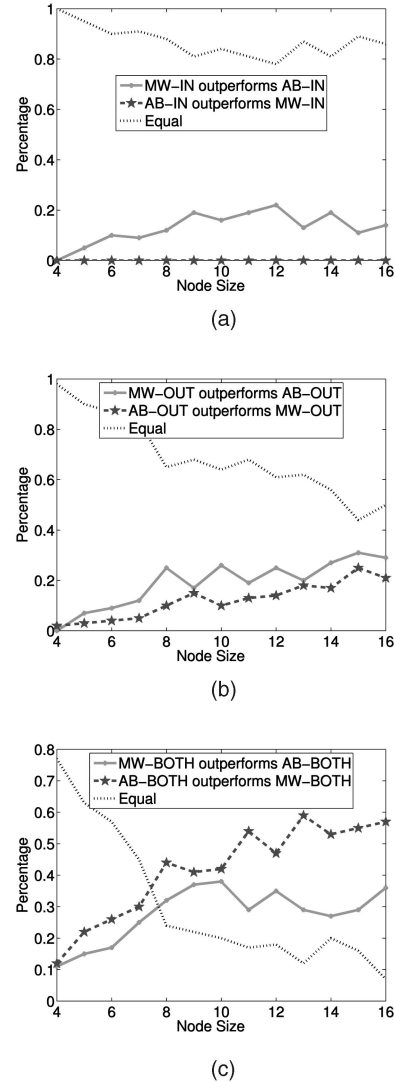 1
0.8
0.6
0.4
0.2
0
Percentage
MW-IN outperforms AB-IN
AB-IN outperforms MW-IN
Equal
4 6 8 10 12 14 16
Node Size
(a)
1
0.8
0.6
0.4
0.2
0
Percentage
MW-OUT outperforms AB-OUT
AB-OUT outperforms MW-OUT
Equal
4 6 8 10 12 14 16
Node Size
(b)
0.8
0.7
0.6
0.5
0.4
0.3
0.2
0.1
0
Percentage
MW-BOTH outperforms AB-BOTH
AB-BOTH outperforms MW-BOTH
Equal
4 6 8 10 12 14 16
Node Size
(c)